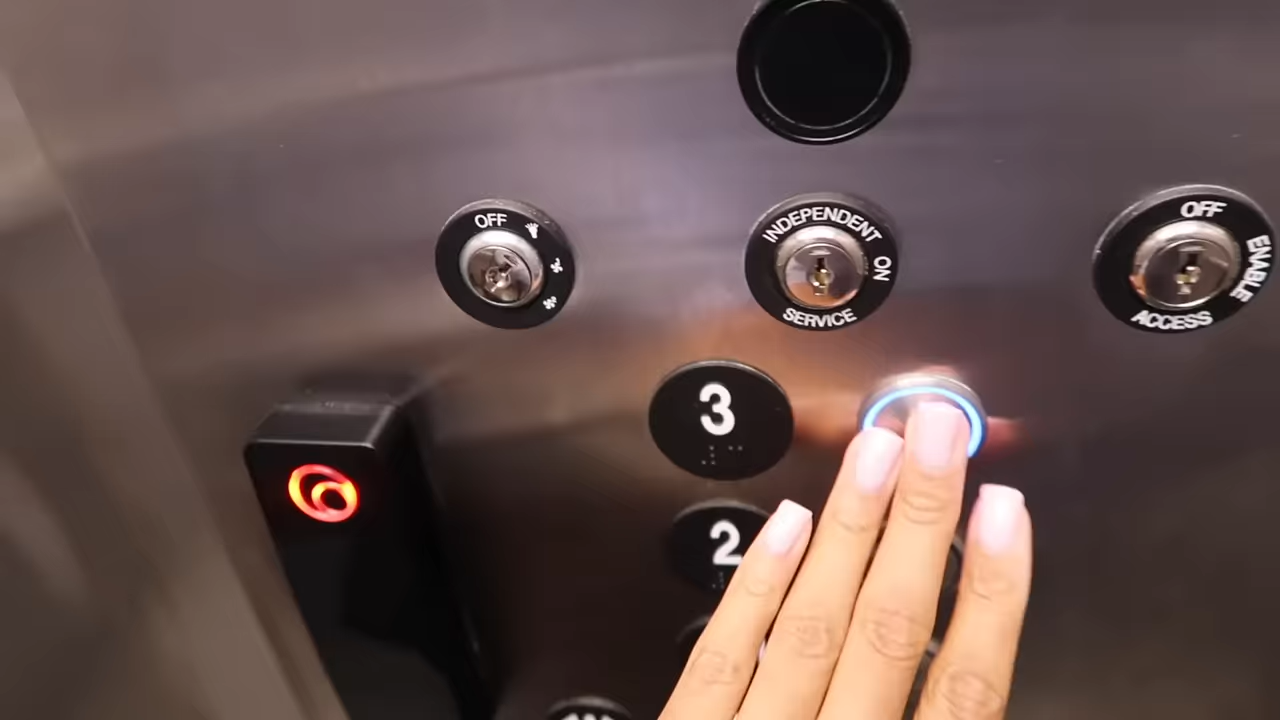 OFF
INDEPENDENT
ON
SERVICE
OFF
ENABLE
ACCESS
3
2